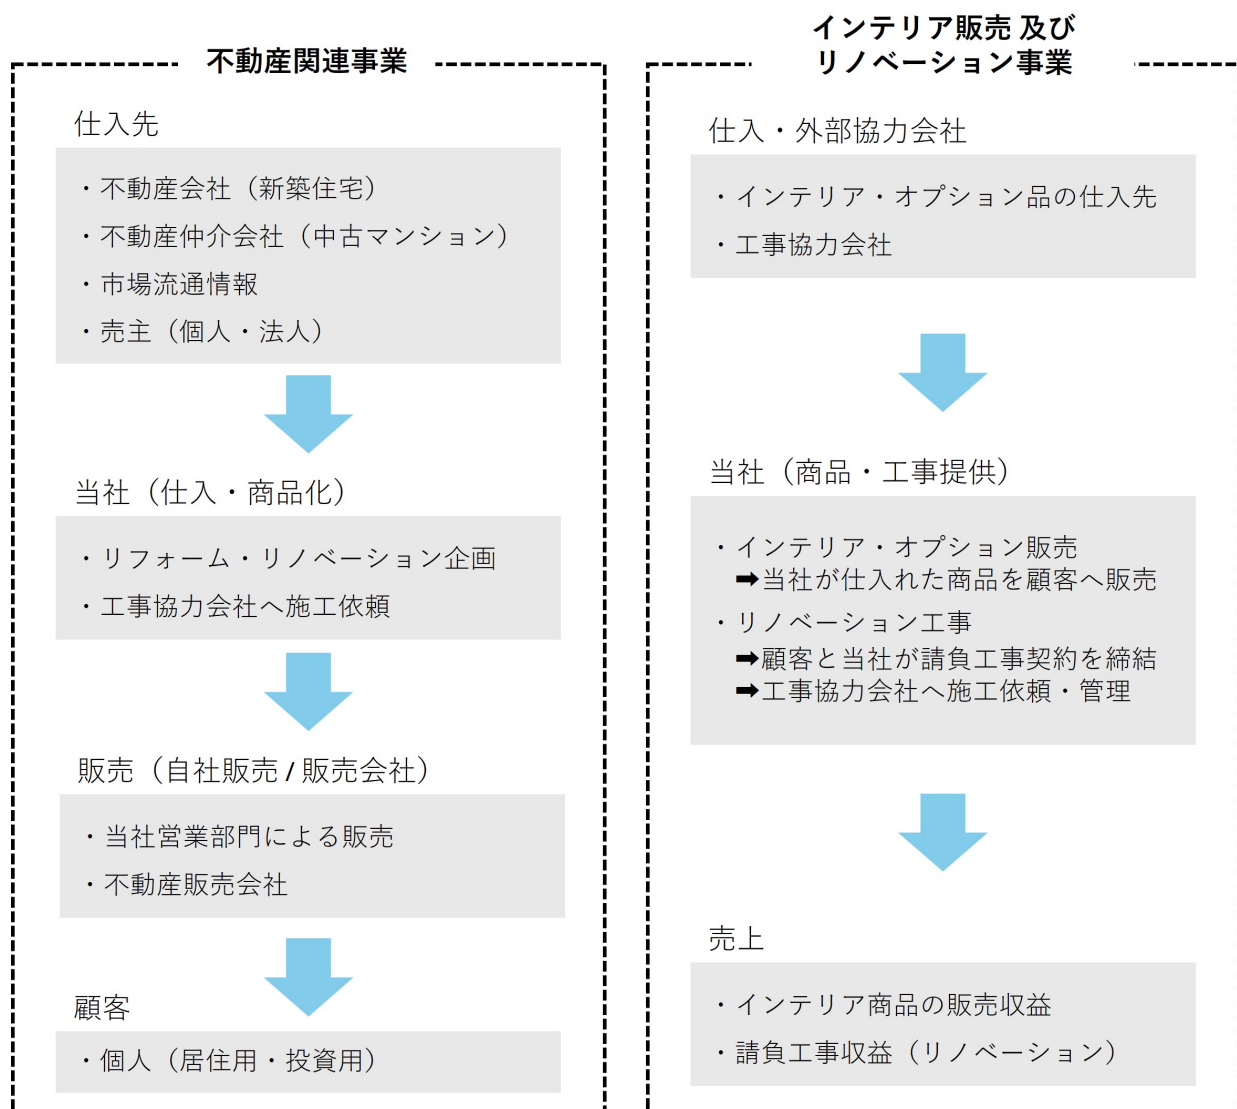 不動産関連事業
仕入先
・不動産会社（新築住宅）
・不動産仲介会社（中古マンション）
・市場流通情報
・売主（個人・法人）
当社（仕入・商品化）
・リフォーム・リノベーション企画
・工事協力会社へ施工依頼
販売（自社販売 / 販売会社）
・当社営業部門による販売
・不動産販売会社
顧客
・個人（居住用・投資用）
インテリア販売 及び
リノベーション事業
仕入・外部協力会社
・インテリア・オプション品の仕入先
・工事協力会社
当社（商品・工事提供）
・インテリア・オプション販売
➡当社が仕入れた商品を顧客へ販売
・リノベーション工事
➡顧客と当社が請負工事契約を締結
➡工事協力会社へ施工依頼・管理
売上
・インテリア商品の販売収益
・請負工事収益（リノベーション）